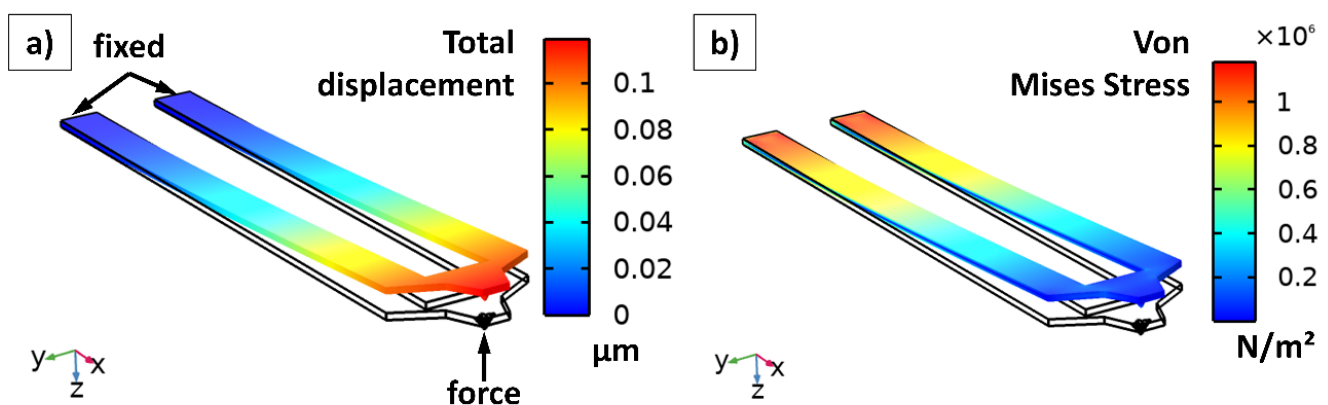 a)
fixed
Total
displacement
0.1
0.08
0.06
0.04
0.02
0
μm
y
x
z
force
b)
Von
Mises Stress
×10⁶
1
0.8
0.6
0.4
0.2
N/m²
y
x
z